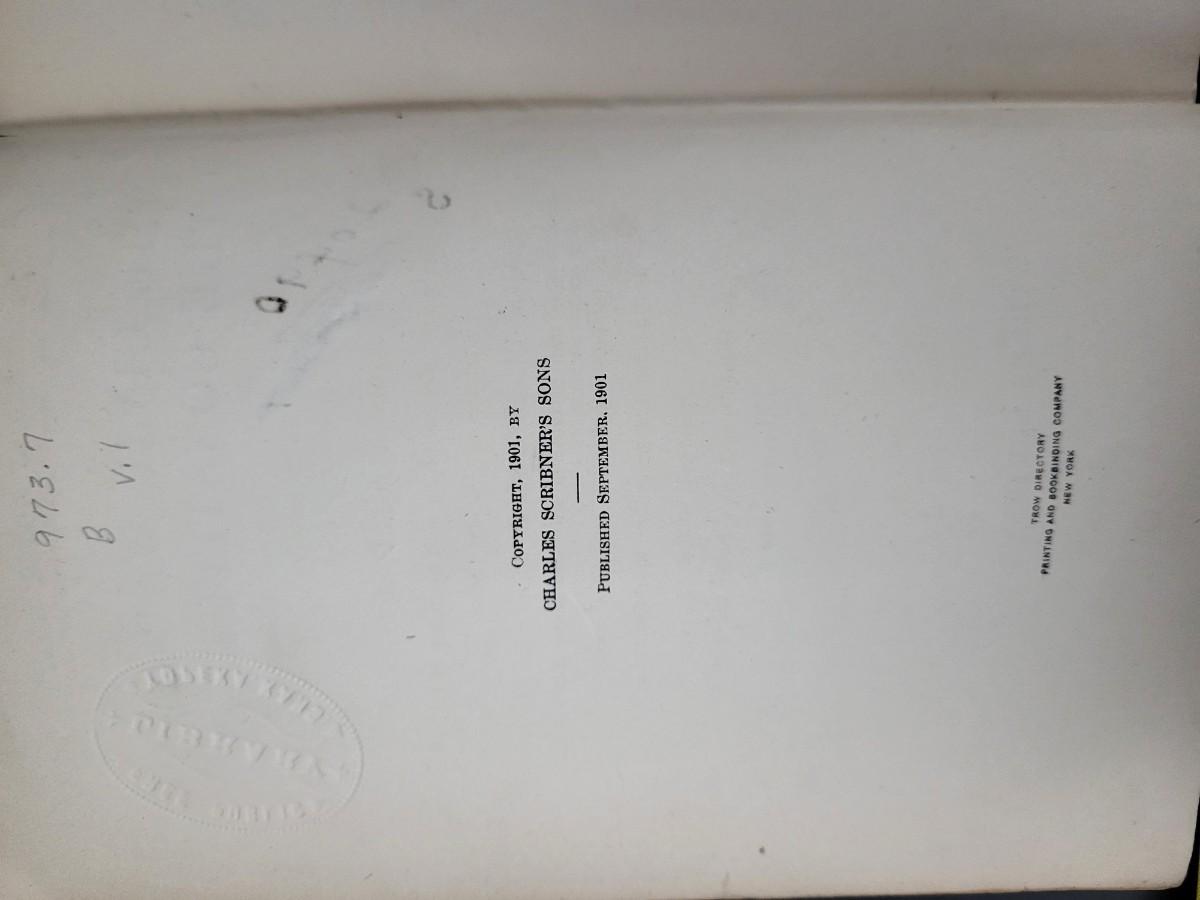 973.7
B
v.1
COPYRIGHT, 1901, BY
CHARLES SCRIBNER'S SONS
PUBLISHED SEPTEMBER, 1901
TROW DIRECTORY
PRINTING AND BOOKBINDING COMPANY
NEW YORK
LIBRARY